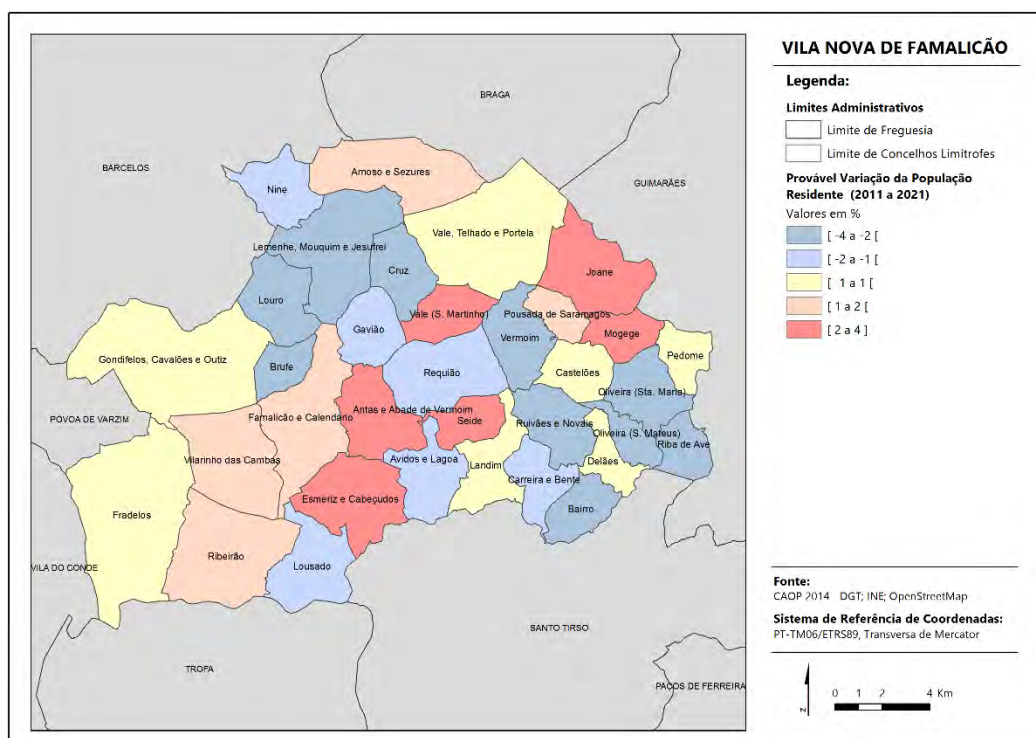 VILA NOVA DE FAMALICÃO
Legenda:
Limites Administrativos
Limite de Freguesia
Limite de Concelhos Limítrofes
Provável Variação da População
Residente (2011 a 2021)
Valores em %
[ -4 a -2 [
[ -2 a -1 [
[ 1 a 1 [
[ 1 a 2 [
[ 2 a 4 ]
Fonte:
CAOP 2014 DGT; INE; OpenStreetMap
Sistema de Referência de Coordenadas:
PT-TM06/ETRS89, Transversa de Mercator
N
0 1 2 4 Km
BRAGA
BARCELOS
GUIMARÃES
Nine
Arnoso e Sezures
Vale, Telhado e Portela
Lemenhe, Mouquim e Jesufrei
Cruz
Joane
Louro
Vale (S. Martinho)
Pousada de Saramagos
Gavião
Vermoim
Mogege
Pedome
Gondifelos, Cavalões e Outiz
Brufe
Requião
Castelões
Oliveira (Sta. Maria)
PÓVOA DE VARZIM
Famalicão e Calendário
Antas e Abade de Vermoim
Seide
Ruivães e Novais
Oliveira (S. Mateus)
Riba de Ave
Vilarinho das Cambas
Avidos e Lagoa
Landim
Delães
Carreira e Bente
Esmeriz e Cabeçudos
Bairro
Fradelos
Ribeirão
Lousado
VILA DO CONDE
SANTO TIRSO
TROFA
PAÇOS DE FERREIRA